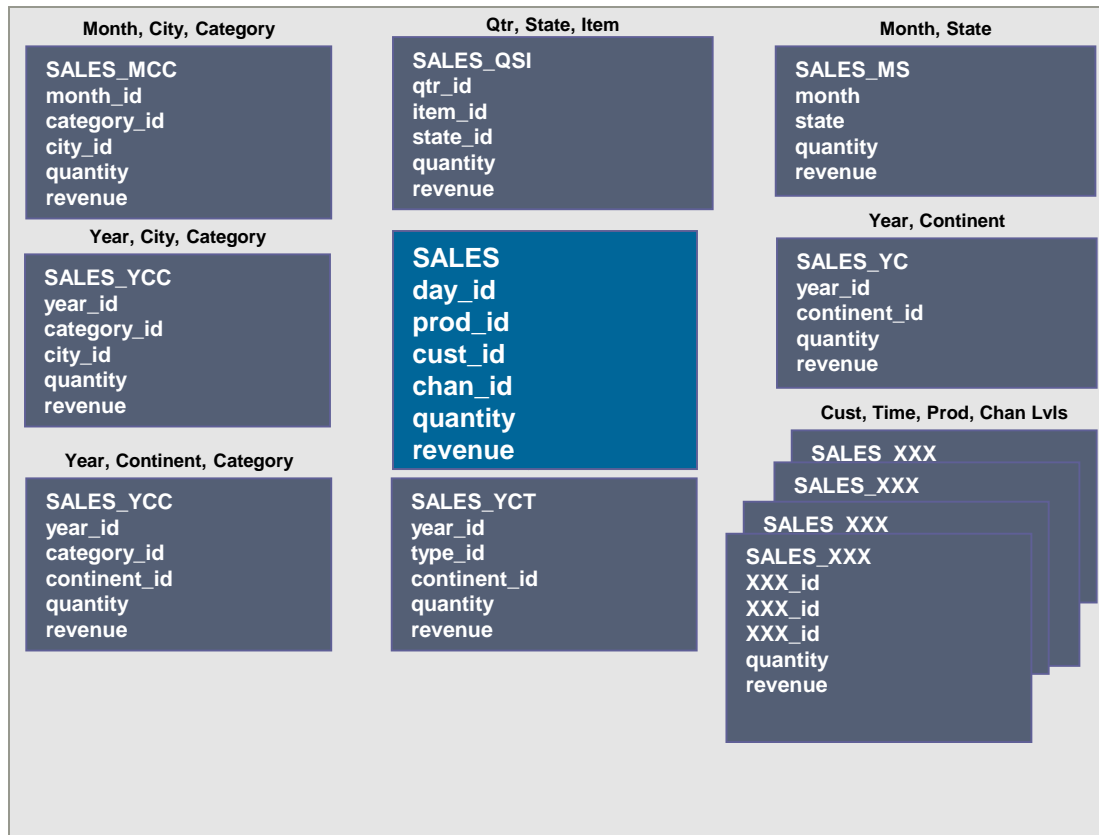 Month, City, Category
SALES_MCC
month_id
category_id
city_id
quantity
revenue
Qtr, State, Item
SALES_QSI
qtr_id
item_id
state_id
quantity
revenue
Month, State
SALES_MS
month
state
quantity
revenue
Year, City, Category
SALES_YCC
year_id
category_id
city_id
quantity
revenue
SALES
day_id
prod_id
cust_id
chan_id
quantity
revenue
Year, Continent
SALES_YC
year_id
continent_id
quantity
revenue
Year, Continent, Category
SALES_YCC
year_id
category_id
continent_id
quantity
revenue
SALES_YCT
year_id
type_id
continent_id
quantity
revenue
Cust, Time, Prod, Chan Lvls
SALES_XXX
SALES_XXX
SALES_XXX
SALES_XXX
XXX_id
XXX_id
XXX_id
quantity
revenue